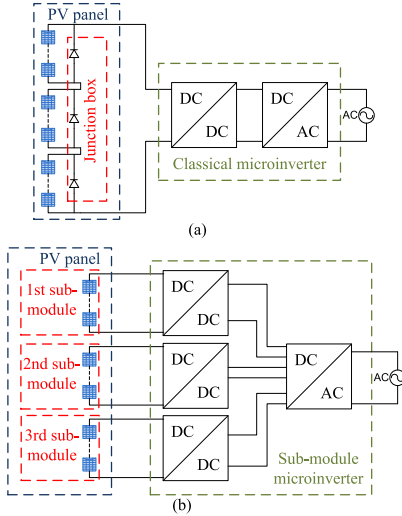 PV panel
Junction box
DC
DC
DC
AC
AC
Classical microinverter
(a)
PV panel
1st sub-
module
2nd sub-
module
3rd sub-
module
DC
DC
DC
DC
DC
DC
DC
AC
AC
Sub-module
microinverter
(b)